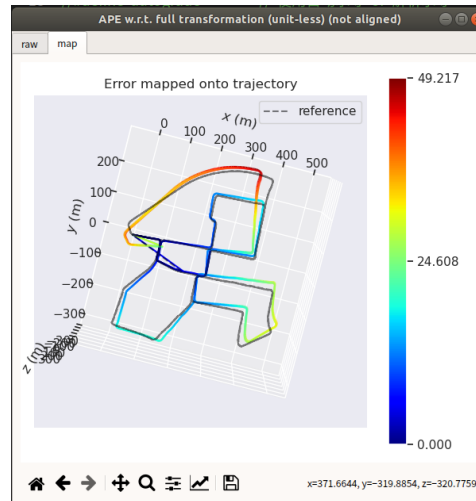 APE w.r.t. full transformation (unit-less) (not aligned)
raw
map
Error mapped onto trajectory
reference
x (m)
0
100
200
300
400
500
y (m)
200
100
0
−100
−200
−300
z (m)
49.217
24.608
0.000
x=371.6644, y=−319.8854, z=−320.7759